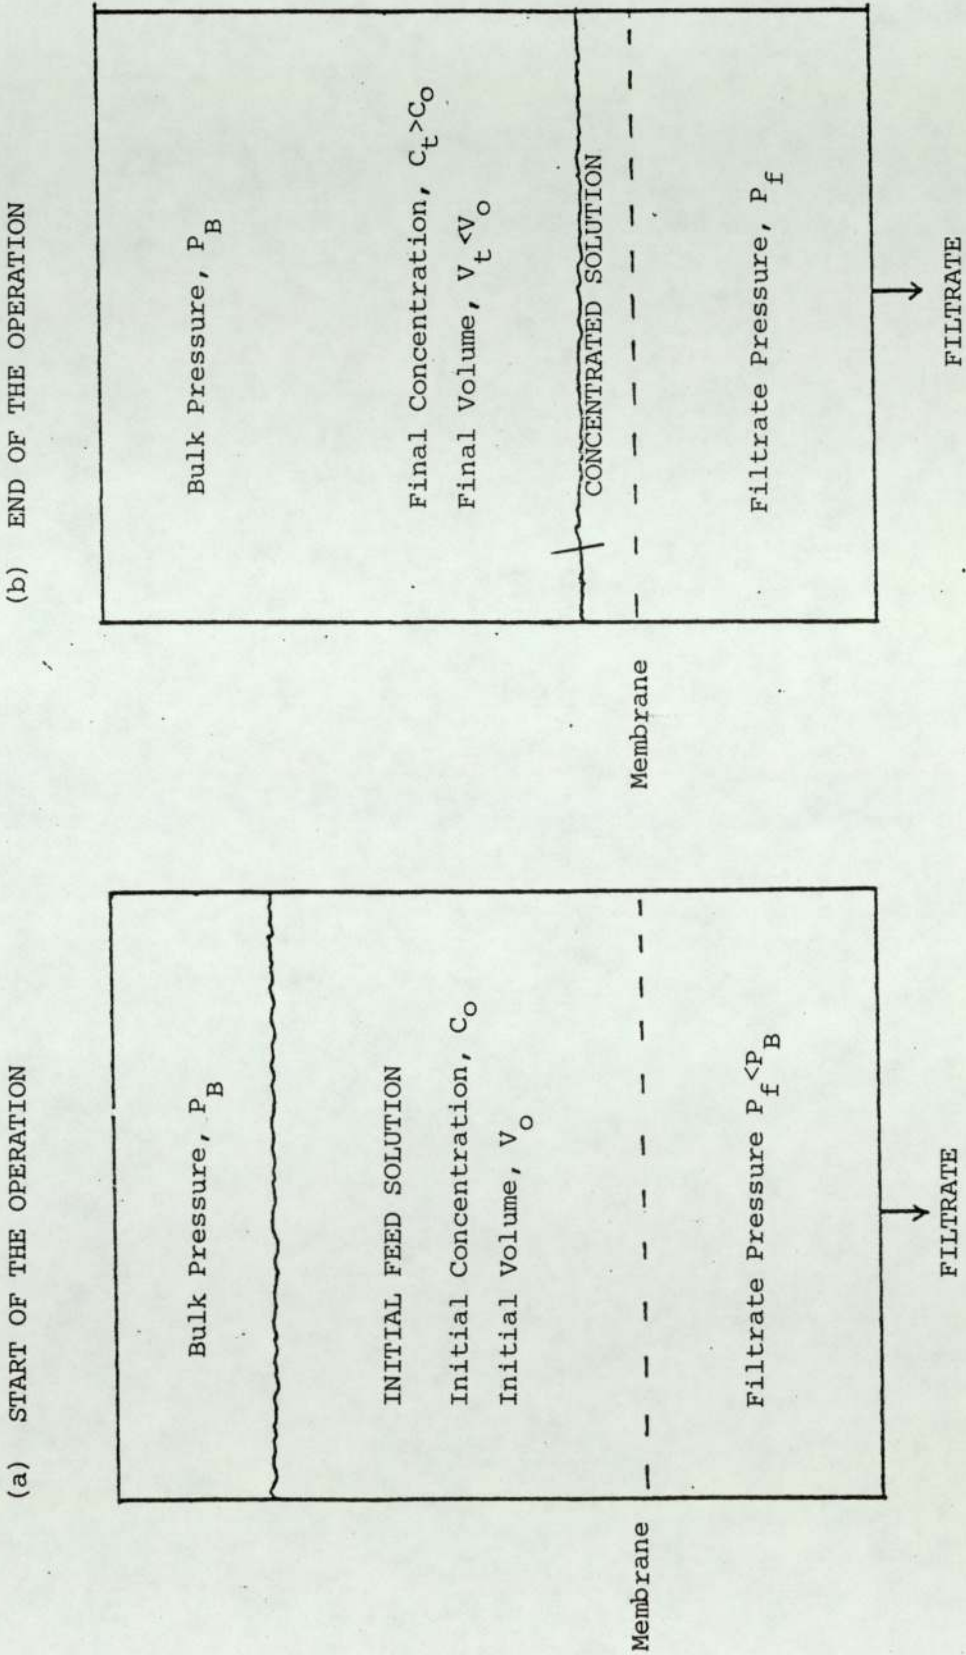 (a) START OF THE OPERATION
Bulk Pressure, P_B
INITIAL FEED SOLUTION
Initial Concentration, C_O
Initial Volume, V_O
Membrane
Filtrate Pressure P_f<P_B
FILTRATE
(b) END OF THE OPERATION
Bulk Pressure, P_B
Final Concentration, C_t>C_O
Final Volume, V_t<V_O
CONCENTRATED SOLUTION
Membrane
Filtrate Pressure, P_f
FILTRATE